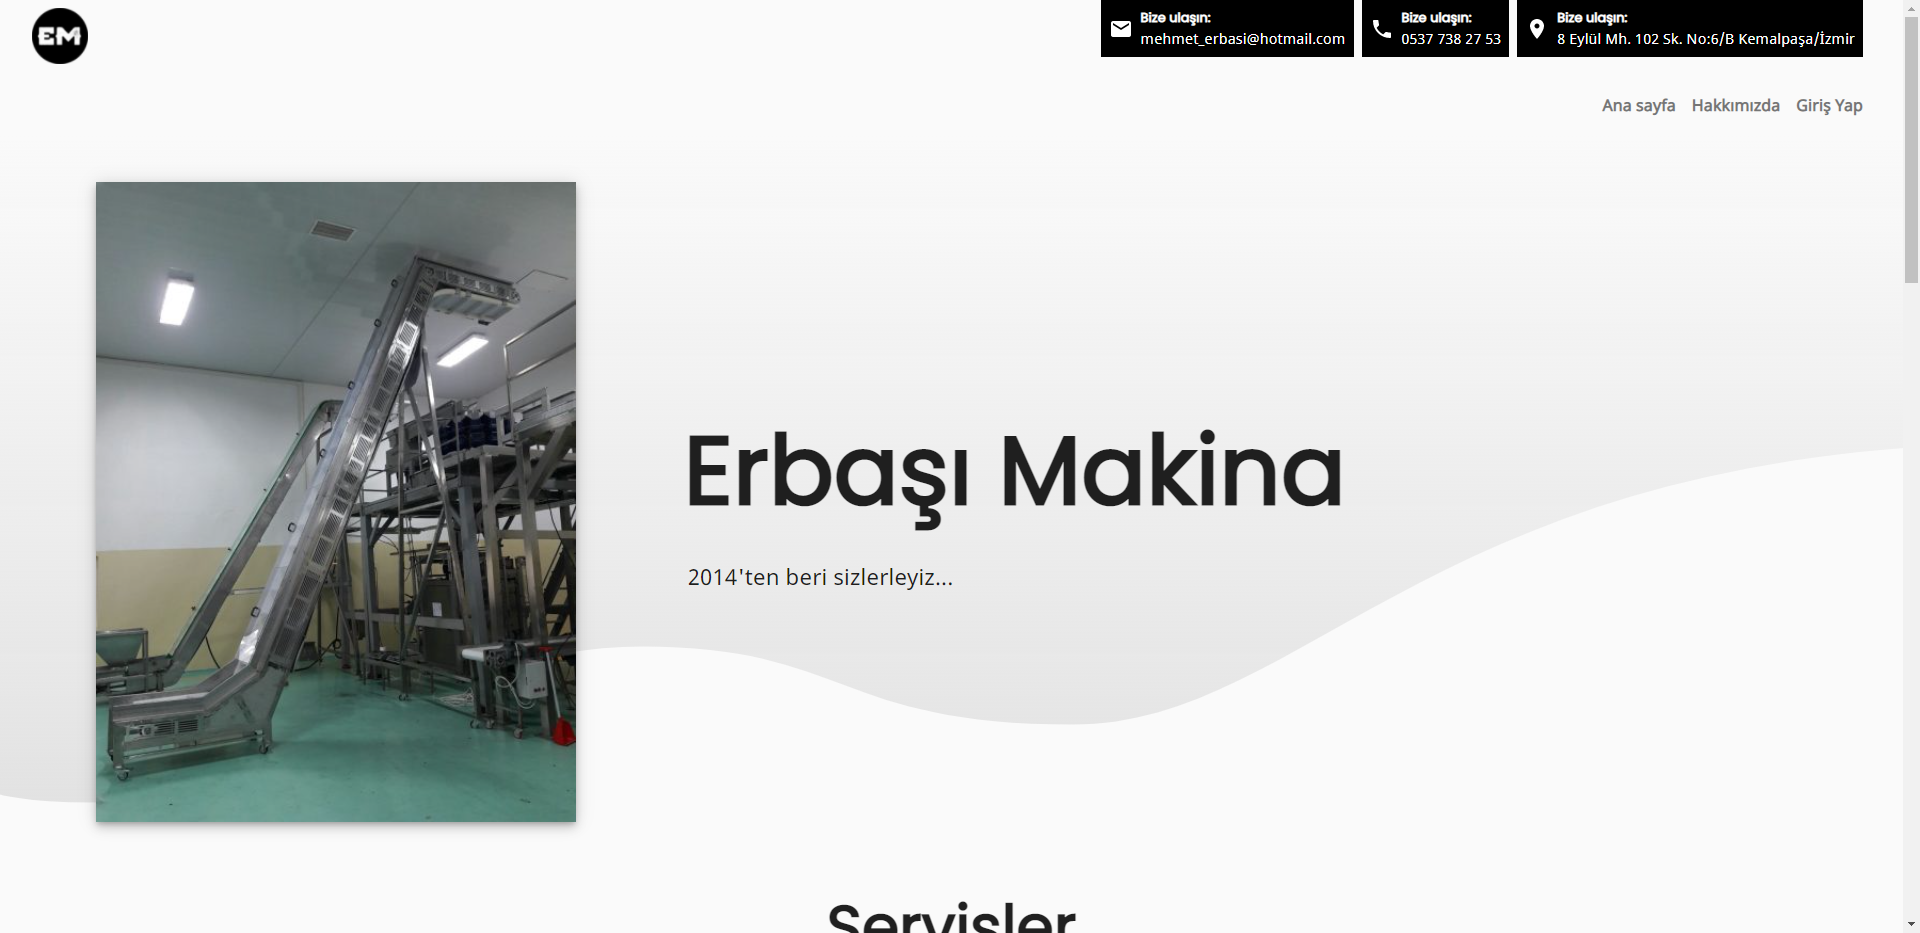 EM
Bize ulaşın:
mehmet_erbasi@hotmail.com
Bize ulaşın:
0537 738 27 53
Bize ulaşın:
8 Eylül Mh. 102 Sk. No:6/B Kemalpaşa/İzmir
Ana sayfa Hakkımızda Giriş Yap
Erbaşı Makina
2014'ten beri sizlerleyiz...
Servisler